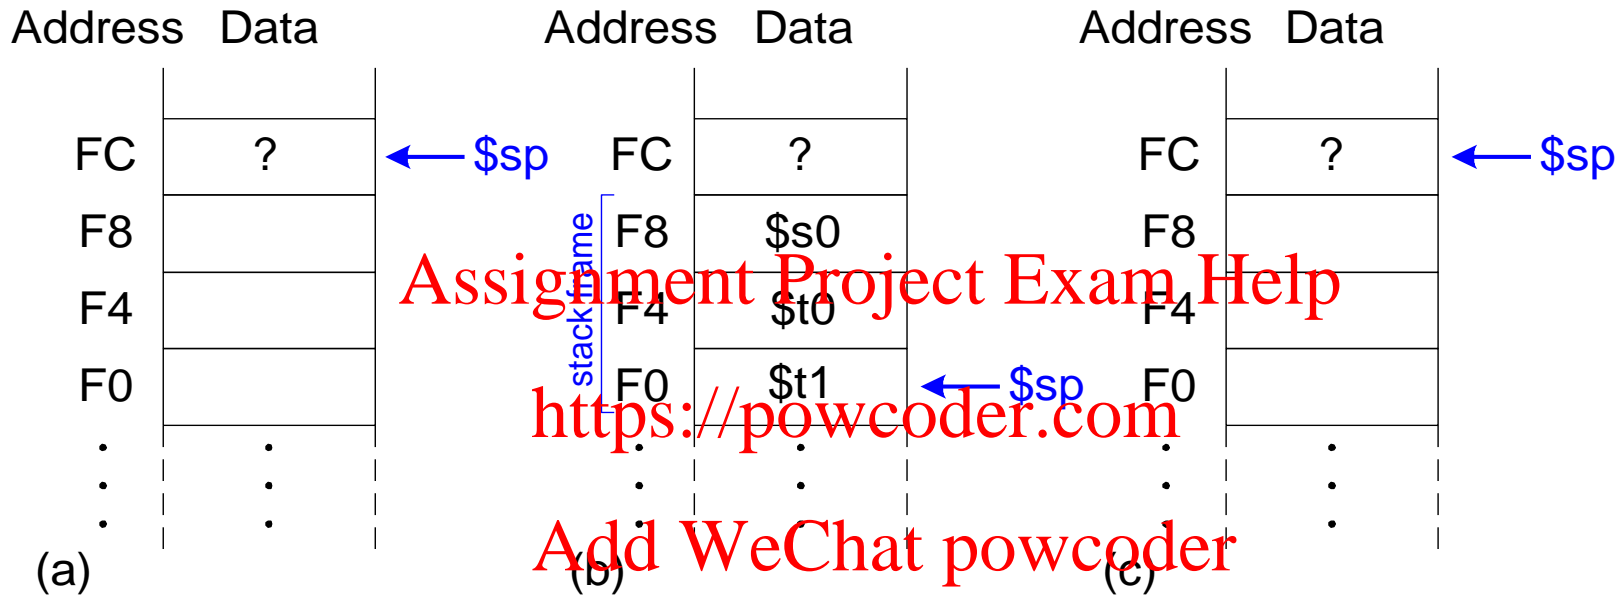 Address Data Address Data Address Data
FC ? $sp FC ? FC ? $sp
F8 F8 $s0 F8
stack frame
Assignment Project Exam Help
F4 F4 $t0 F4
F0 F0 $t1 $sp F0
https://powcoder.com
Add WeChat powcoder
(a) (b) (c)